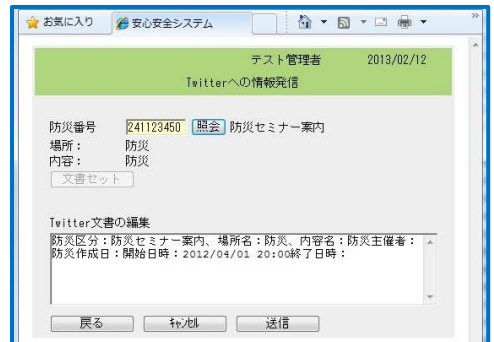 お気に入り 安心安全システム
テスト管理者 2013/02/12
Twitterへの情報発信
防災番号 241123450 照会 防災セミナー案内
場所： 防災
内容： 防災
文書セット
Twitter文書の編集
防災区分：防災セミナー案内、場所名：防災、内容名：防災主催者：
防災作成日：開始日時：2012/04/01 20:00終了日時：
戻る ｷｬﾝｾﾙ 送信